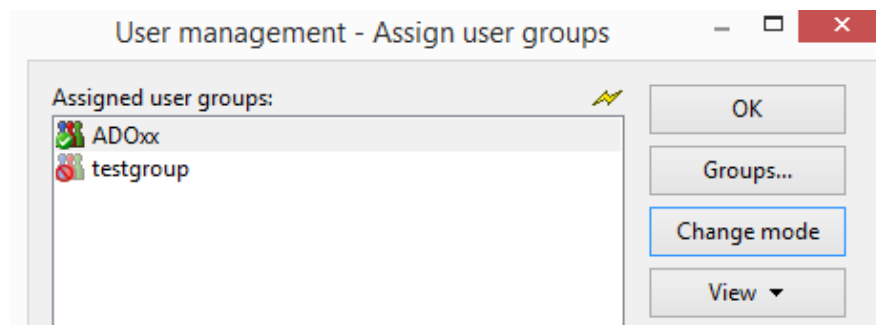 User management - Assign user groups
Assigned user groups:
ADOxx
testgroup
OK
Groups...
Change mode
View